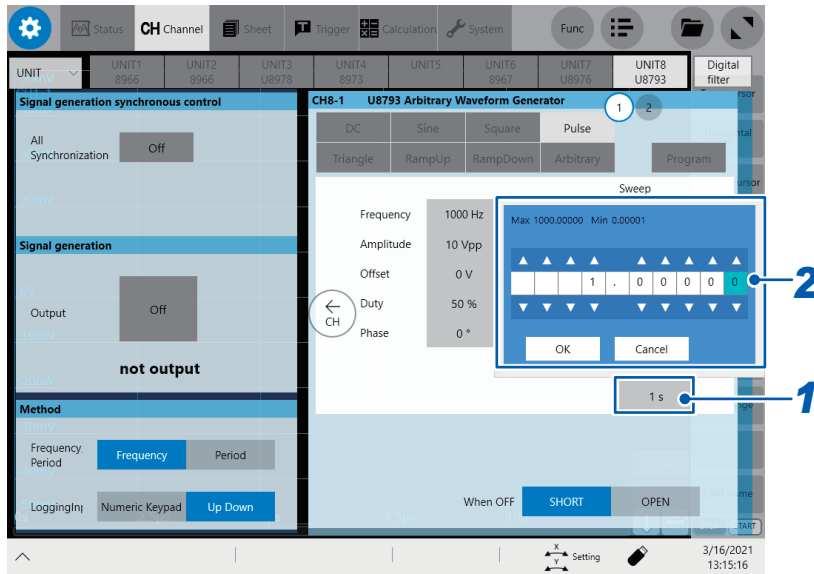 Status
CH Channel
Sheet
Trigger
Calculation
System
Func
UNIT
UNIT1 8966
UNIT2 8966
UNIT3 U8978
UNIT4 8973
UNIT5
UNIT6 8967
UNIT7 U8976
UNIT8 U8793
Digital filter
Signal generation synchronous control
All Synchronization
Off
20mV
Signal generation
0V
Output
Off
not output
20mV
Method
Frequency Period
Frequency
Period
LoggingInp
Numeric Keypad
Up Down
CH8-1 U8793 Arbitrary Waveform Generator
1
2
DC
Sine
Square
Pulse
Triangle
RampUp
RampDown
Arbitrary
Program
Sweep
Frequency 1000 Hz
Amplitude 10 Vpp
Offset 0 V
Duty 50 %
Phase 0 °
← CH
Max 1000.00000 Min 0.00001
1 . 0 0 0 0 0
OK
Cancel
2
1 s
1
When OFF
SHORT
OPEN
START
X Y Setting
3/16/2021
13:15:16